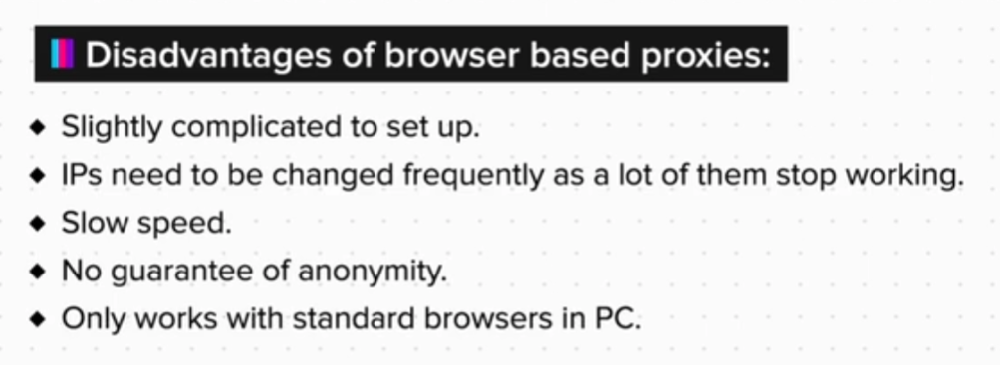 Disadvantages of browser based proxies:
◆ Slightly complicated to set up.
◆ IPs need to be changed frequently as a lot of them stop working.
◆ Slow speed.
◆ No guarantee of anonymity.
◆ Only works with standard browsers in PC.